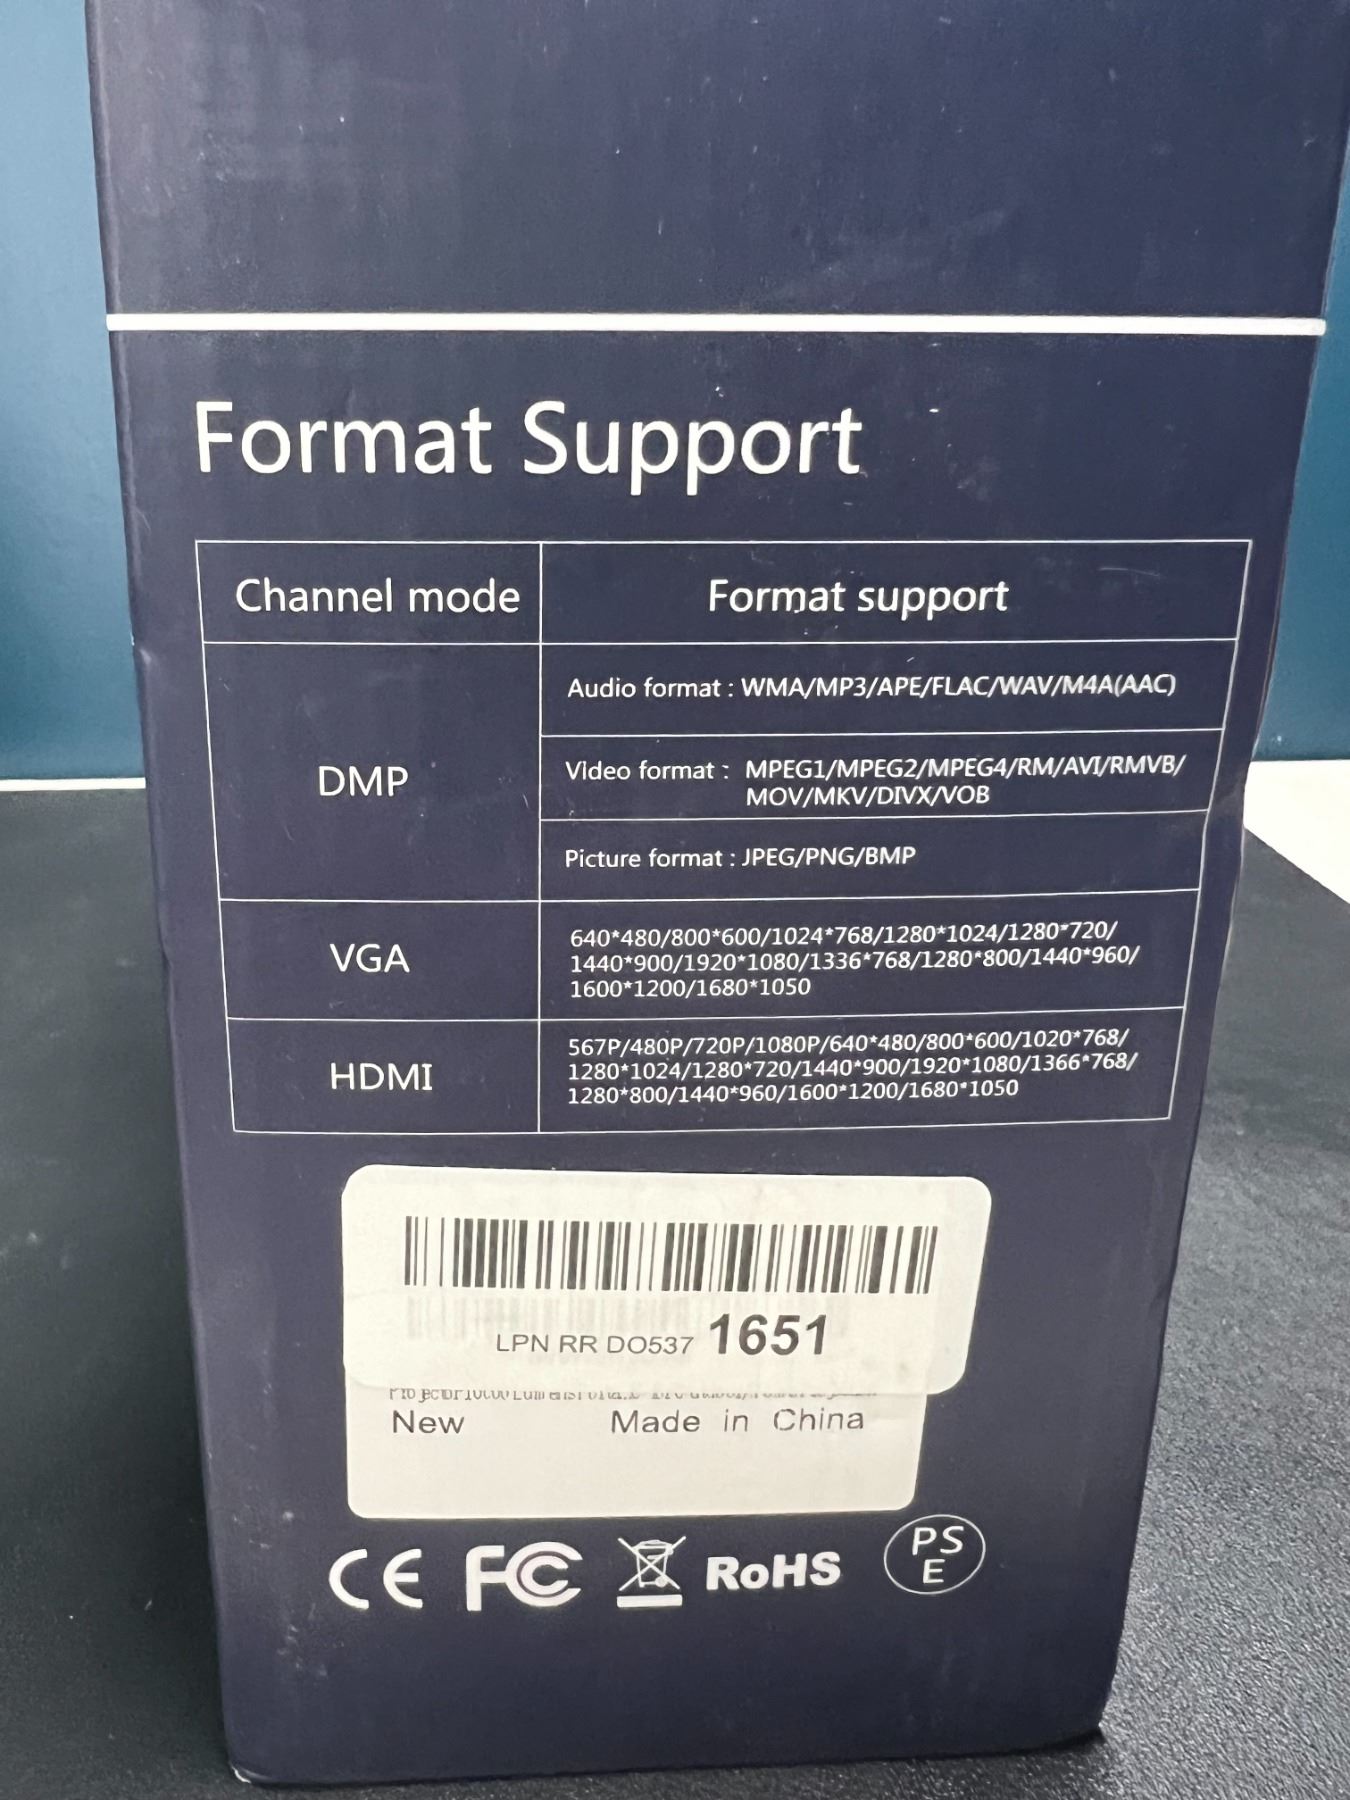 Format Support
Channel mode
Format support
DMP
Audio format : WMA/MP3/APE/FLAC/WAV/M4A(AAC)
Video format : MPEG1/MPEG2/MPEG4/RM/AVI/RMVB/
MOV/MKV/DIVX/VOB
Picture format : JPEG/PNG/BMP
VGA
640*480/800*600/1024*768/1280*1024/1280*720/
1440*900/1920*1080/1336*768/1280*800/1440*960/
1600*1200/1680*1050
HDMI
567P/480P/720P/1080P/640*480/800*600/1020*768/
1280*1024/1280*720/1440*900/1920*1080/1366*768/
1280*800/1440*960/1600*1200/1680*1050
LPN RR DO537 1651
New Made in China
CE FC RoHS PS
E